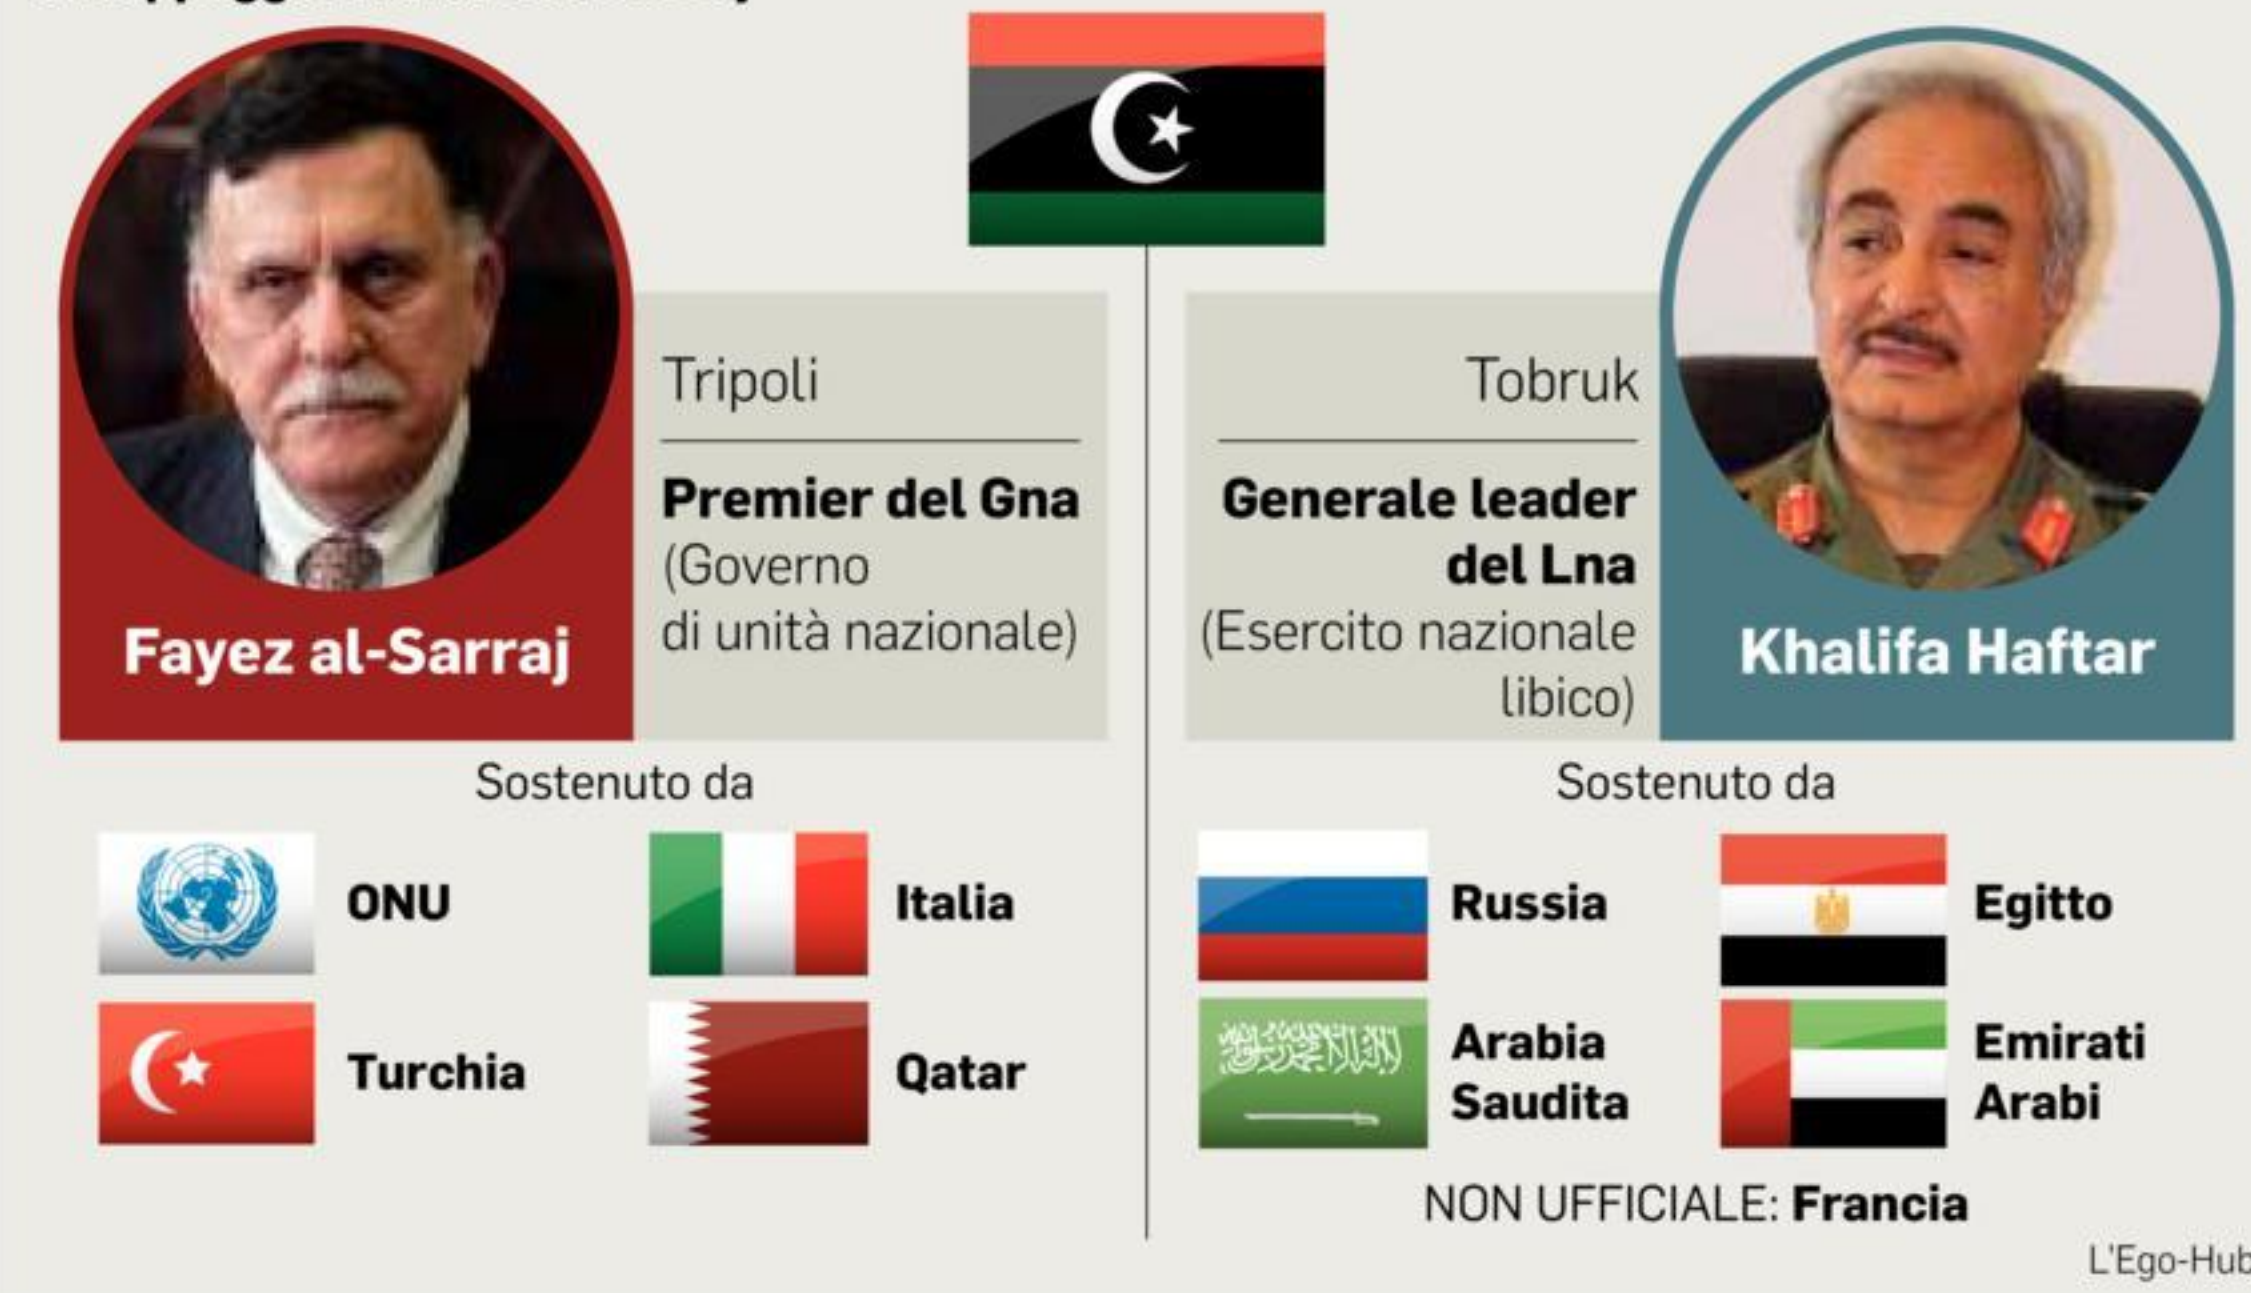 Tripoli
Premier del Gna
(Governo
di unità nazionale)
Fayez al-Sarraj
Sostenuto da
ONU
Italia
Turchia
Qatar
Tobruk
Generale leader
del Lna
(Esercito nazionale
libico)
Khalifa Haftar
Sostenuto da
Russia
Egitto
Arabia
Saudita
Emirati
Arabi
NON UFFICIALE: Francia
L'Ego-Hub